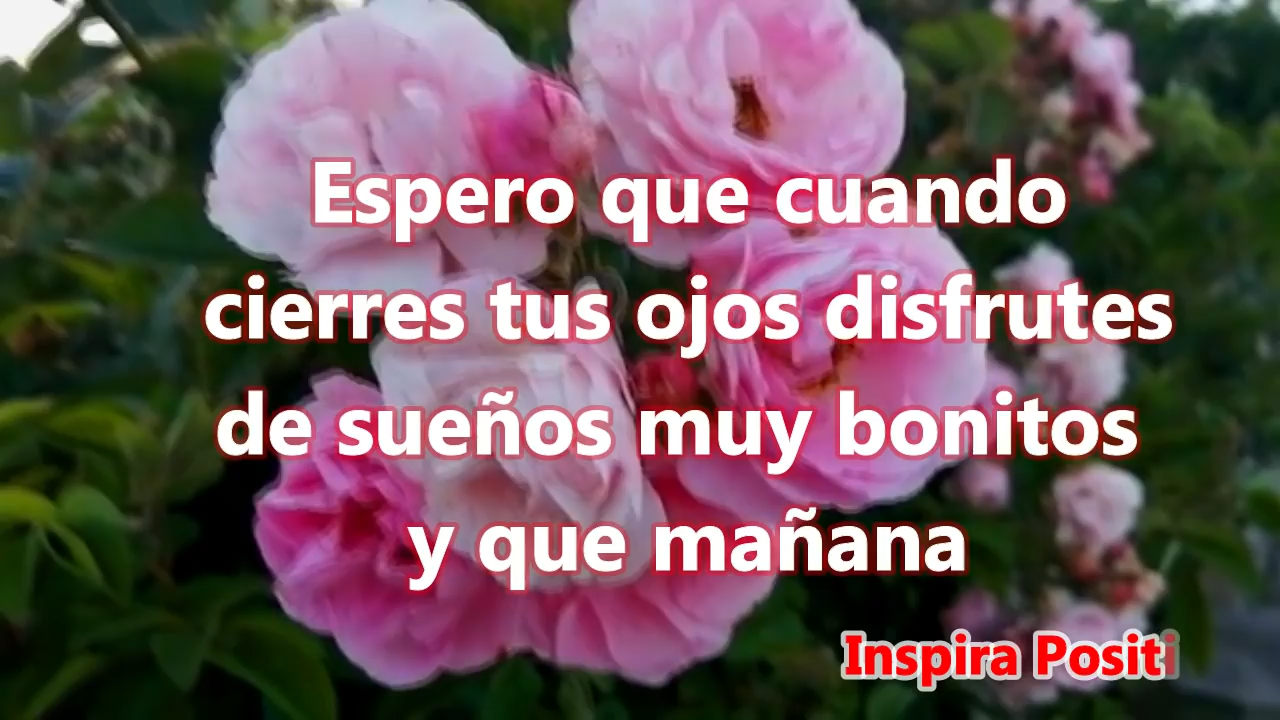 Espero que cuando
cierres tus ojos disfrutes
de sueños muy bonitos
y que mañana
Inspira Positi